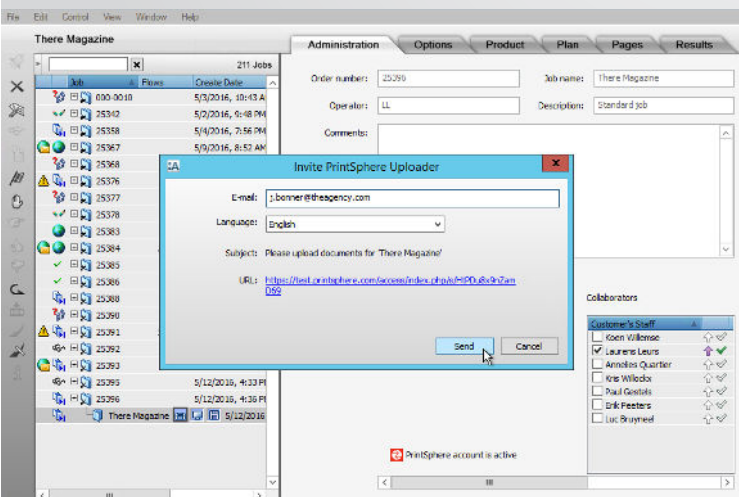 File Edit Control View Window Help
There Magazine
Administration Options Product Plan Pages Results
211 Jobs
Job Flows Create Date
Order number: 25396 Job name: There Magazine
Operator: LL Description: Standard job
Comments:
000-0010 5/3/2016, 10:43 A
25342 5/2/2016, 9:48 PM
25358 5/4/2016, 7:56 PM
25367 5/9/2016, 8:52 AM
25368
25376
25377
25378
25383
25384
25385
25386
25388
25390
25391
25392
25393
25395 5/12/2016, 4:33 P
25396 5/12/2016, 4:36 P
There Magazine 5/12/2016
Invite PrintSphere Uploader
E-mail: j.bonner@theagency.com
Language: English
Subject: Please upload documents for 'There Magazine'
URL:
Send Cancel
Collaborators
Customer's Staff
Koen Willemse
Laurens Leurs
Annelies Quartier
Kris Willockx
Paul Gestels
Erik Peeters
Luc Bruyneel
PrintSphere account is active